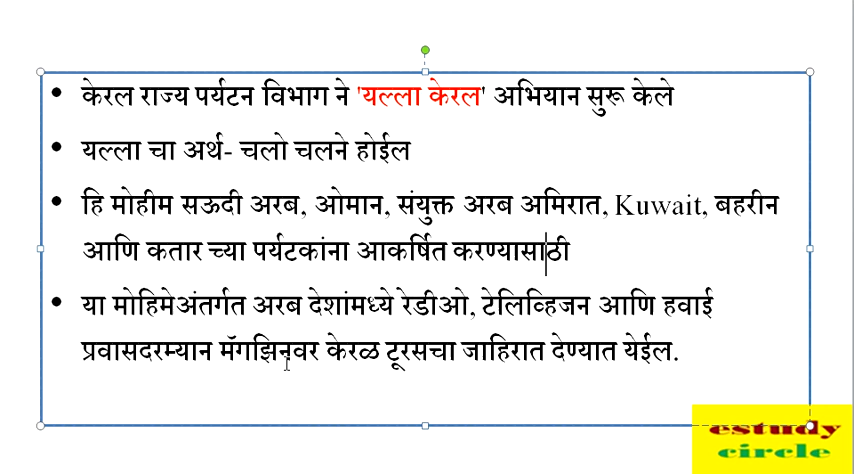 • केरल राज्य पर्यटन विभाग ने 'यल्ला केरल' अभियान सुरू केले
• यल्ला चा अर्थ- चलो चलने होईल
• हि मोहीम सऊदी अरब, ओमान, संयुक्त अरब अमिरात, Kuwait, बहरीन
आणि कतार च्या पर्यटकांना आकर्षित करण्यासाठी
• या मोहिमेअंतर्गत अरब देशांमध्ये रेडीओ, टेलिव्हिजन आणि हवाई
प्रवासदरम्यान मॅगझिनवर केरळ टूरसचा जाहिरात देण्यात येईल.
estudy
circle